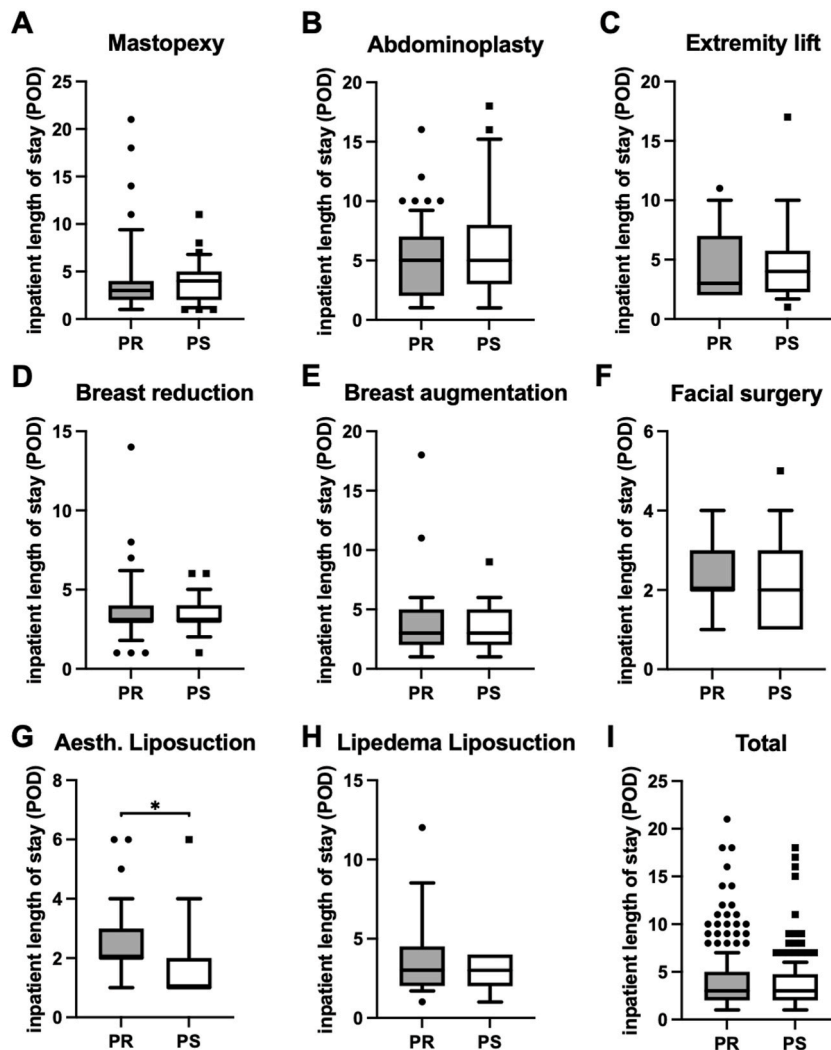 A Mastopexy
inpatient length of stay (POD)
25
20
15
10
5
0
PR PS
B Abdominoplasty
inpatient length of stay (POD)
20
15
10
5
0
PR PS
C Extremity lift
inpatient length of stay (POD)
20
15
10
5
0
PR PS
D Breast reduction
inpatient length of stay (POD)
15
10
5
0
PR PS
E Breast augmentation
inpatient length of stay (POD)
20
15
10
5
0
PR PS
F Facial surgery
inpatient length of stay (POD)
6
4
2
0
PR PS
G Aesth. Liposuction
inpatient length of stay (POD)
8
6
4
2
0
*
PR PS
H Lipedema Liposuction
inpatient length of stay (POD)
15
10
5
0
PR PS
I Total
inpatient length of stay (POD)
25
20
15
10
5
0
PR PS